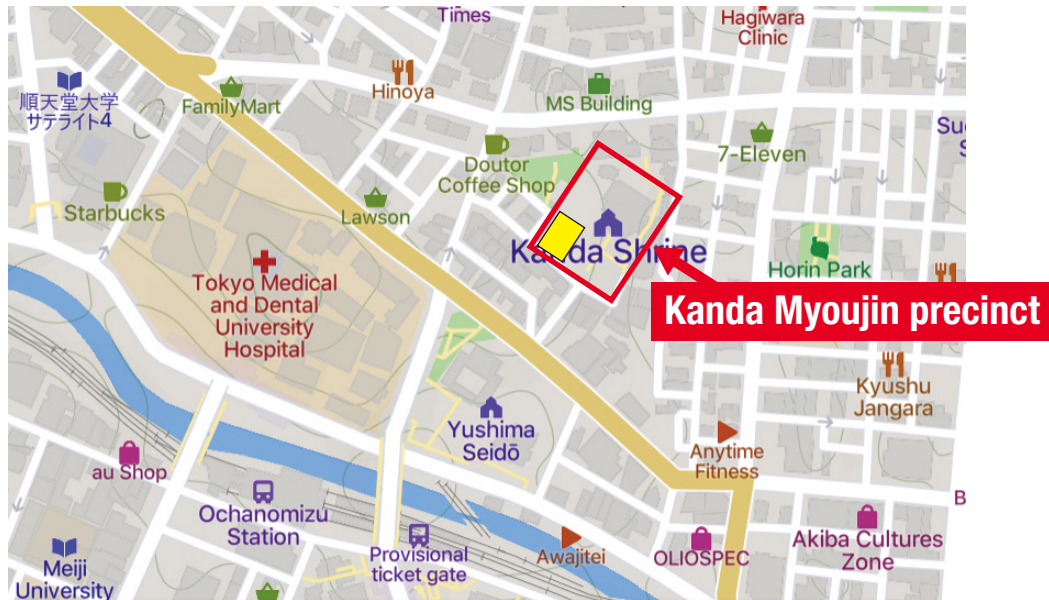 Times
Hagiwara
Clinic
順天堂大学
サテライト4
FamilyMart
Hinoya
MS Building
Su
S
7-Eleven
Doutor
Coffee Shop
Starbucks
Lawson
Kanda Shrine
Horin Park
Tokyo Medical
and Dental
University
Hospital
Kanda Myoujin precinct
Kyushu
Jangara
Yushima
Seidō
Anytime
Fitness
au Shop
Ochanomizu
Station
B
Akiba Cultures
Zone
Provisional
ticket gate
Awajitei
OLIOSPEC
Meiji
University